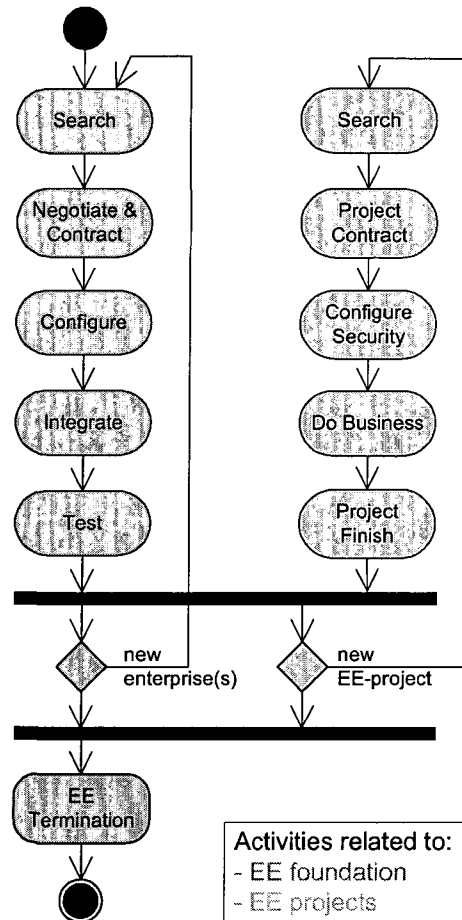 Search
Negotiate &
Contract
Configure
Integrate
Test
Search
Project
Contract
Configure
Security
Do Business
Project
Finish
new
enterprise(s)
new
EE-project
EE
Termination
Activities related to:
- EE foundation
- EE projects